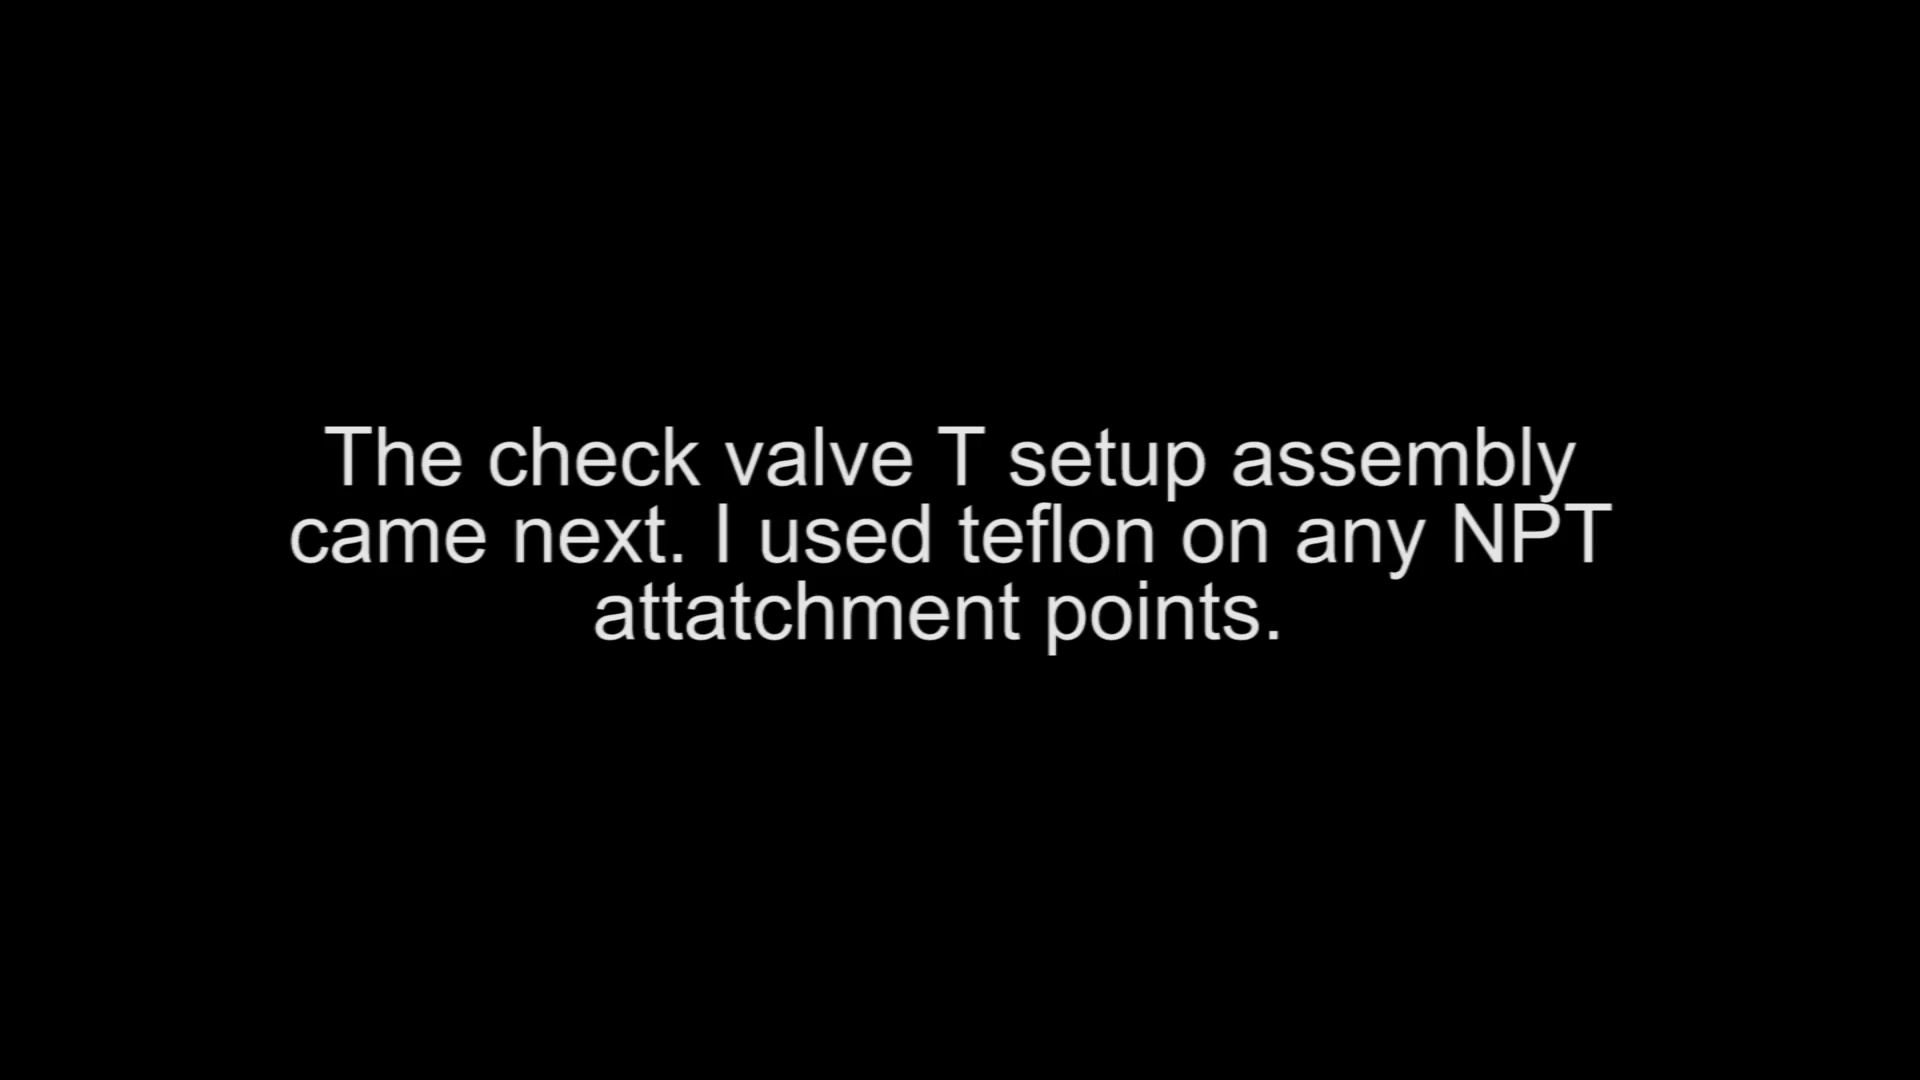 The check valve T setup assembly
came next. I used teflon on any NPT
attatchment points.